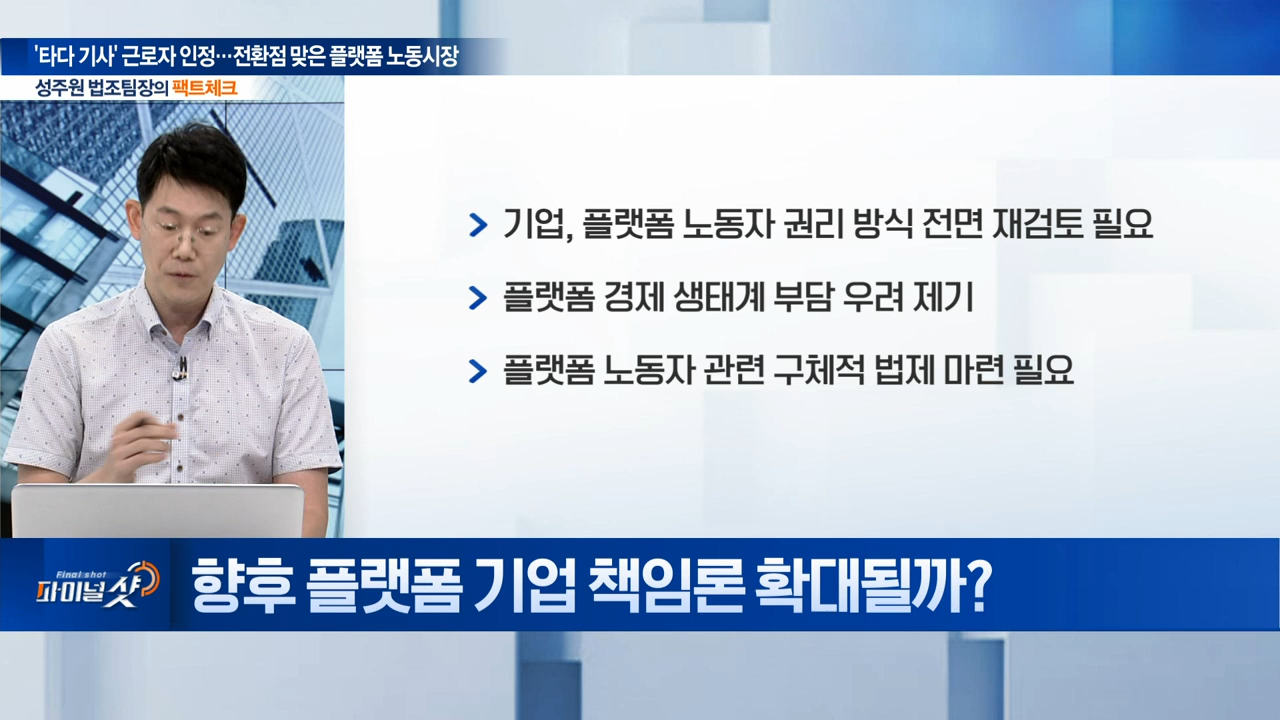 '타다 기사' 근로자 인정…전환점 맞은 플랫폼 노동시장
성주원 법조팀장의 팩트체크
기업, 플랫폼 노동자 권리 방식 전면 재검토 필요
플랫폼 경제 생태계 부담 우려 제기
플랫폼 노동자 관련 구체적 법제 마련 필요
Final shot
파이널샷
향후 플랫폼 기업 책임론 확대될까?